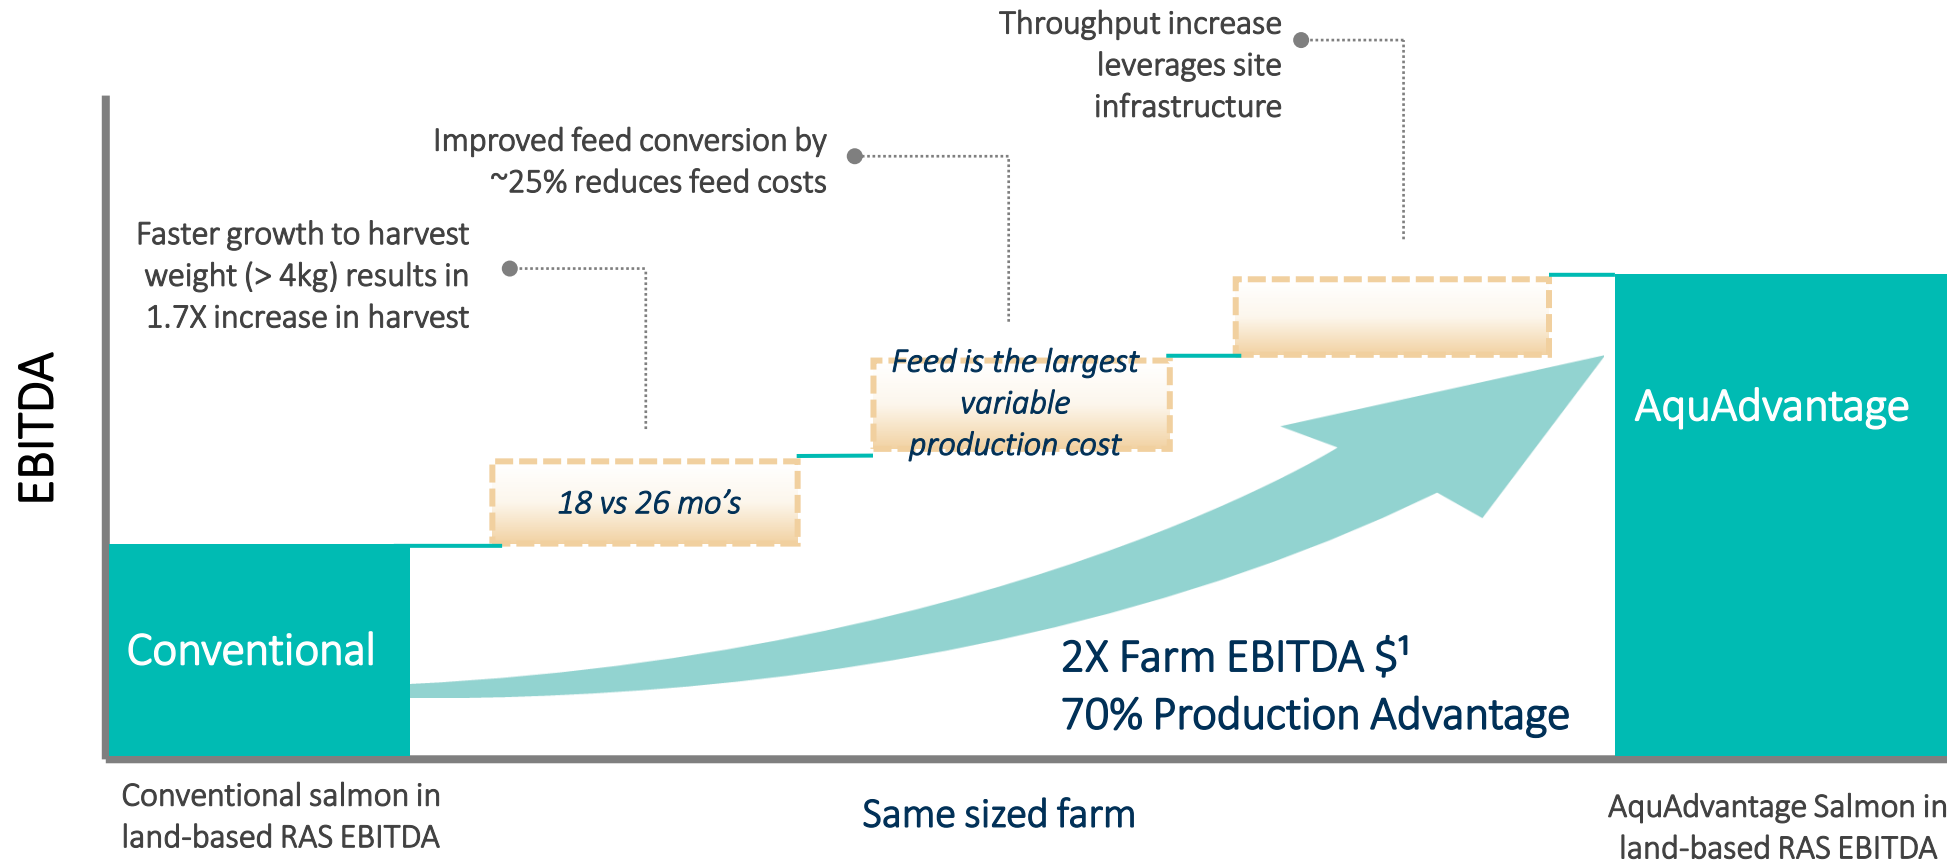 Throughput increase
leverages site
infrastructure
Improved feed conversion by
~25% reduces feed costs
Faster growth to harvest
weight (> 4kg) results in
1.7X increase in harvest
EBITDA
Feed is the largest
variable
production cost
18 vs 26 mo’s
AquAdvantage
Conventional
2X Farm EBITDA $¹
70% Production Advantage
Conventional salmon in
land-based RAS EBITDA
Same sized farm
AquAdvantage Salmon in
land-based RAS EBITDA